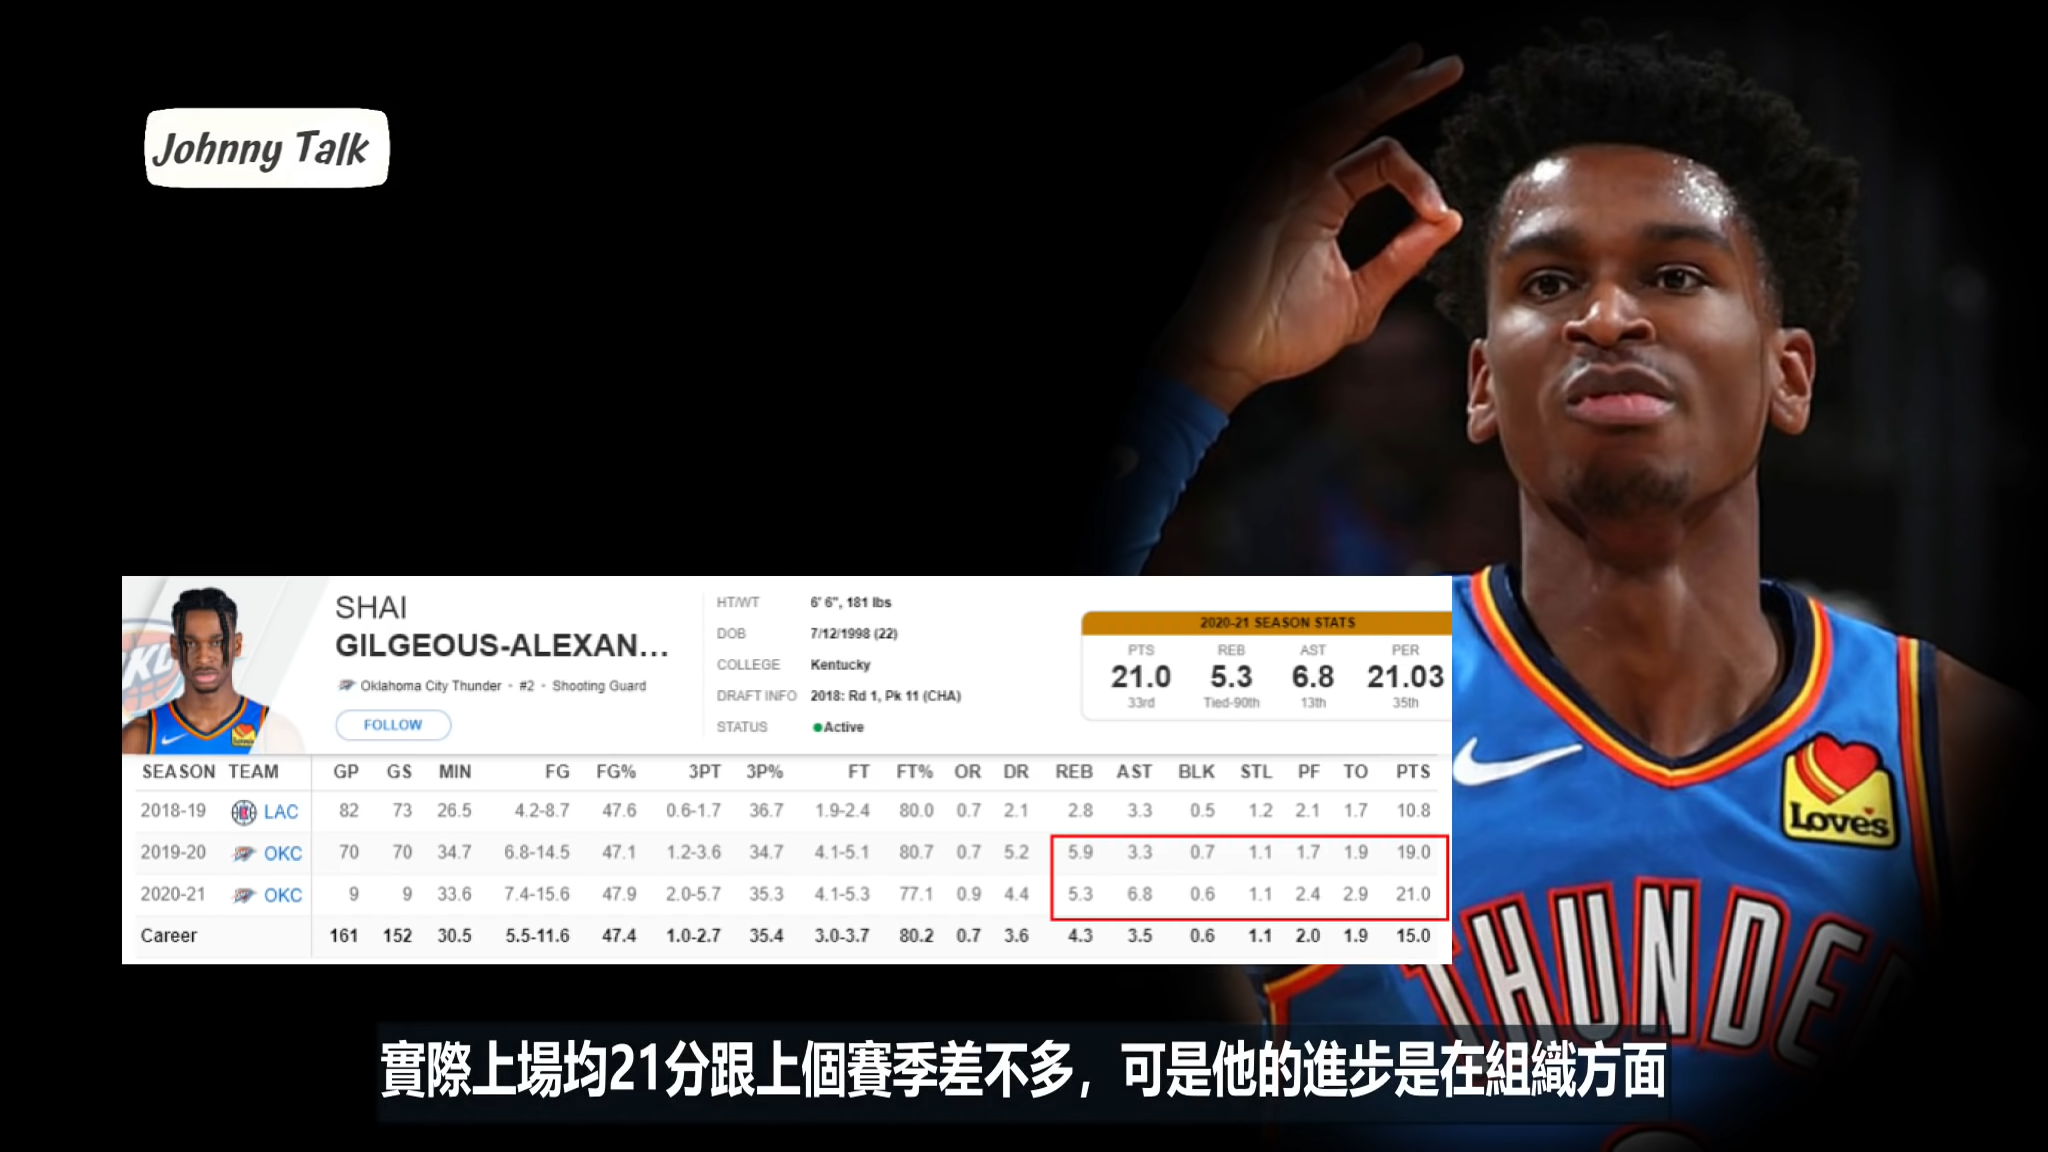 Johnny Talk
SHAI
GILGEOUS-ALEXAN...
Oklahoma City Thunder • #2 • Shooting Guard
FOLLOW
HT/WT 6' 6", 181 lbs
DOB 7/12/1998 (22)
COLLEGE Kentucky
DRAFT INFO 2018: Rd 1, Pk 11 (CHA)
STATUS Active
2020-21 SEASON STATS
PTS REB AST PER
21.0 5.3 6.8 21.03
33rd Tied-90th 13th 35th
SEASON TEAM GP GS MIN FG FG% 3PT 3P% FT FT% OR DR REB AST BLK STL PF TO PTS
2018-19 LAC 82 73 26.5 4.2-8.7 47.6 0.6-1.7 36.7 1.9-2.4 80.0 0.7 2.1 2.8 3.3 0.5 1.2 2.1 1.7 10.8
2019-20 OKC 70 70 34.7 6.8-14.5 47.1 1.2-3.6 34.7 4.1-5.1 80.7 0.7 5.2 5.9 3.3 0.7 1.1 1.7 1.9 19.0
2020-21 OKC 9 9 33.6 7.4-15.6 47.9 2.0-5.7 35.3 4.1-5.3 77.1 0.9 4.4 5.3 6.8 0.6 1.1 2.4 2.9 21.0
Career 161 152 30.5 5.5-11.6 47.4 1.0-2.7 35.4 3.0-3.7 80.2 0.7 3.6 4.3 3.5 0.6 1.1 2.0 1.9 15.0
Love's
THUNDE
實際上場均21分跟上個賽季差不多，可是他的進步是在組織方面